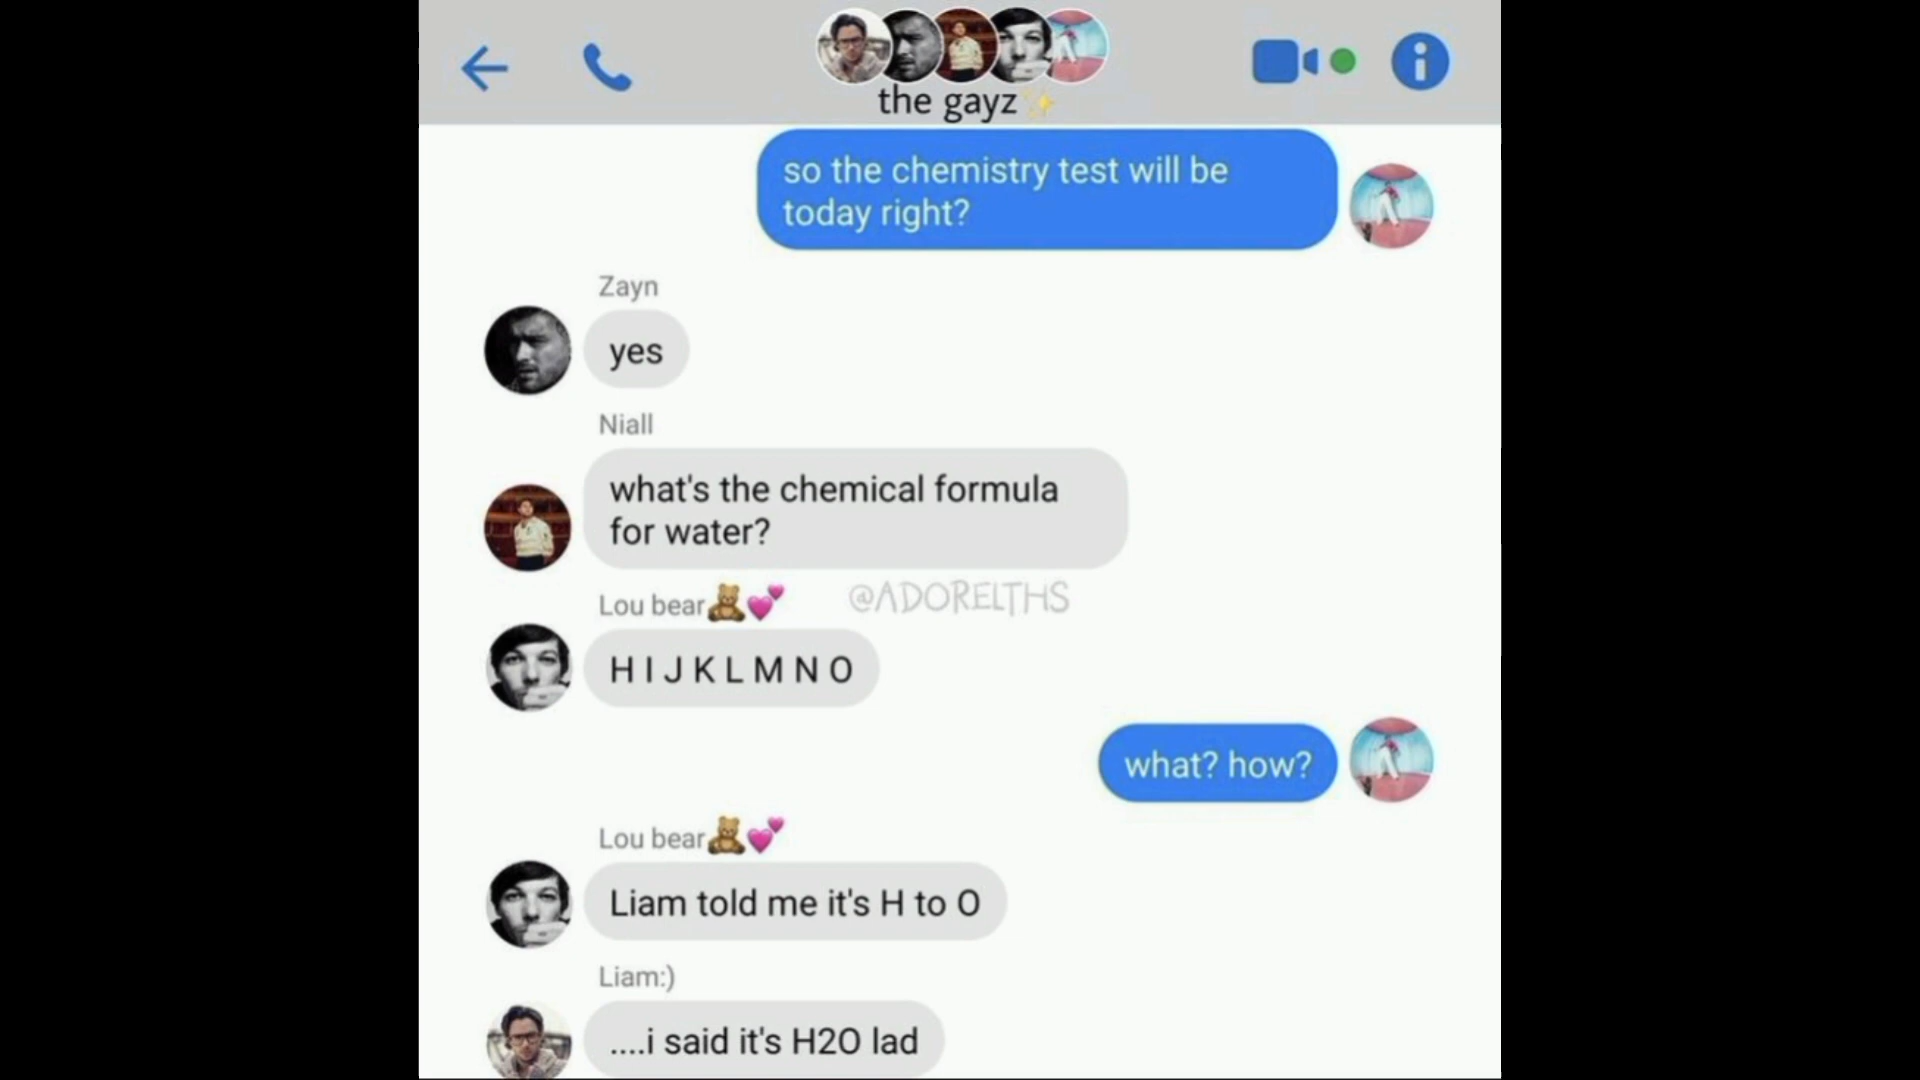 the gayz✨
so the chemistry test will be
today right?
Zayn
yes
Niall
what's the chemical formula
for water?
Lou bear🧸💕
@ADORELTHS
H I J K L M N O
what? how?
Lou bear🧸💕
Liam told me it's H to O
Liam:)
....i said it's H2O lad